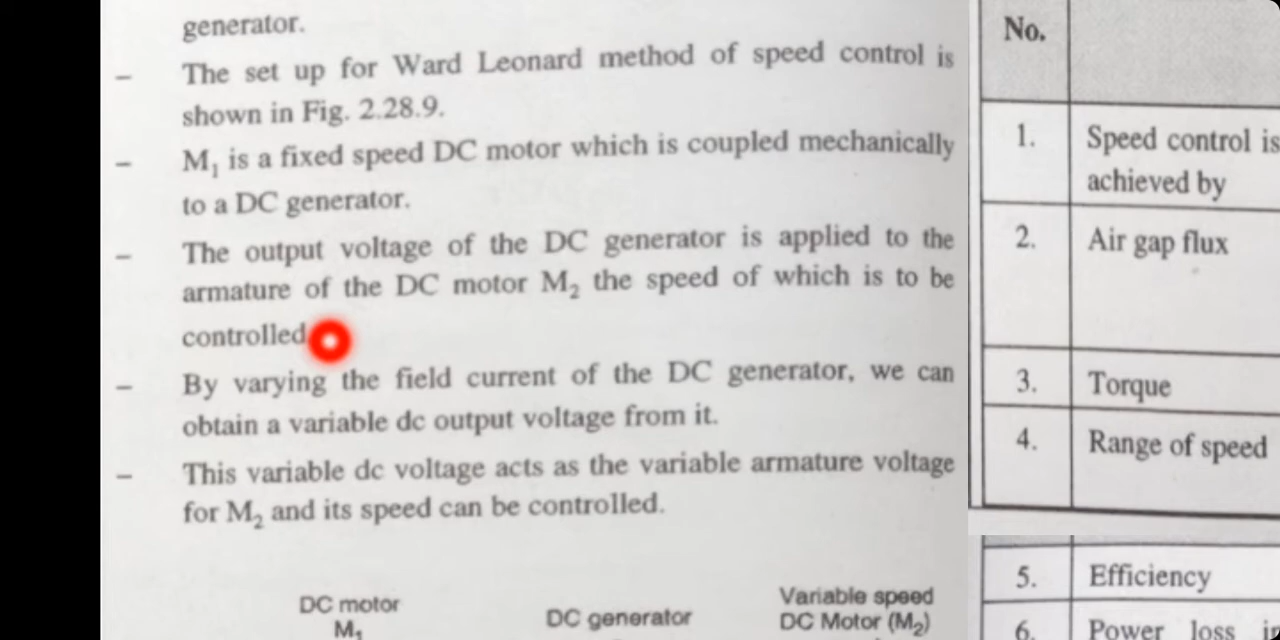 generator.
– The set up for Ward Leonard method of speed control is
shown in Fig. 2.28.9.
– M₁ is a fixed speed DC motor which is coupled mechanically
to a DC generator.
– The output voltage of the DC generator is applied to the
armature of the DC motor M₂ the speed of which is to be
controlled
– By varying the field current of the DC generator, we can
obtain a variable dc output voltage from it.
– This variable dc voltage acts as the variable armature voltage
for M₂ and its speed can be controlled.
DC motor
M₁
DC generator
Variable speed
DC Motor (M₂)
No.
1. Speed control is
achieved by
2. Air gap flux
3. Torque
4. Range of speed
5. Efficiency
6. Power loss in